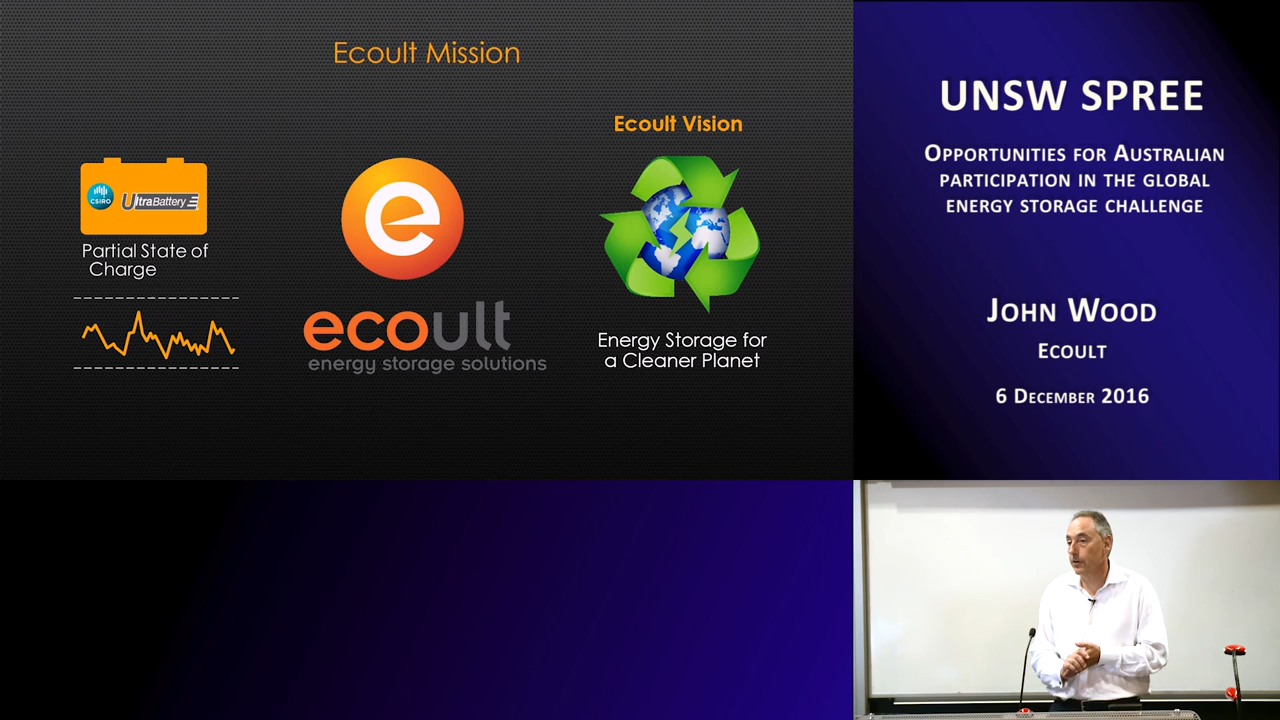 Ecoult Mission
Ecoult Vision
CSIRO
UltraBattery
Partial State of
Charge
e
ecoult
energy storage solutions
Energy Storage for
a Cleaner Planet
UNSW SPREE
Opportunities for Australian
participation in the global
energy storage challenge
John Wood
Ecoult
6 December 2016